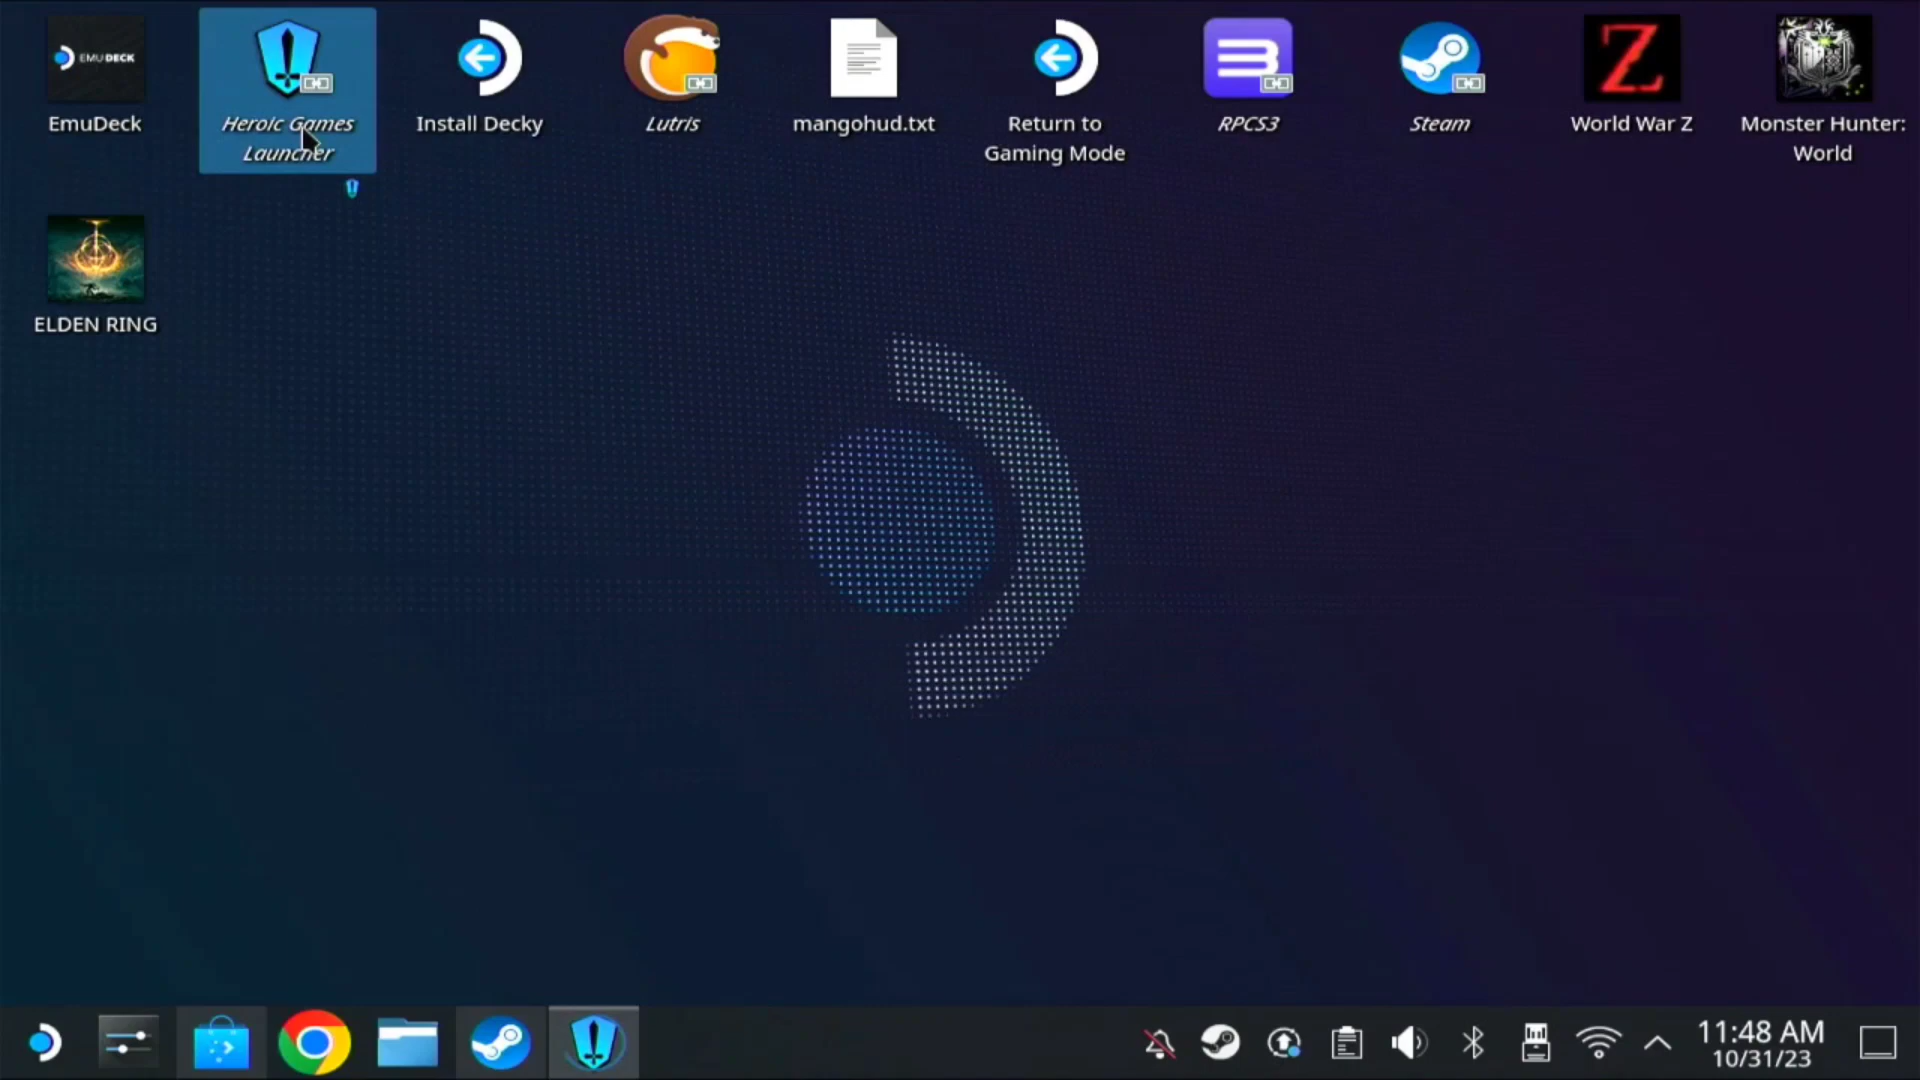 EMUDECK
EmuDeck
Heroic Games
Launcher
Install Decky
Lutris
mangohud.txt
Return to
Gaming Mode
RPCS3
Steam
World War Z
Monster Hunter:
World
ELDEN RING
11:48 AM
10/31/23